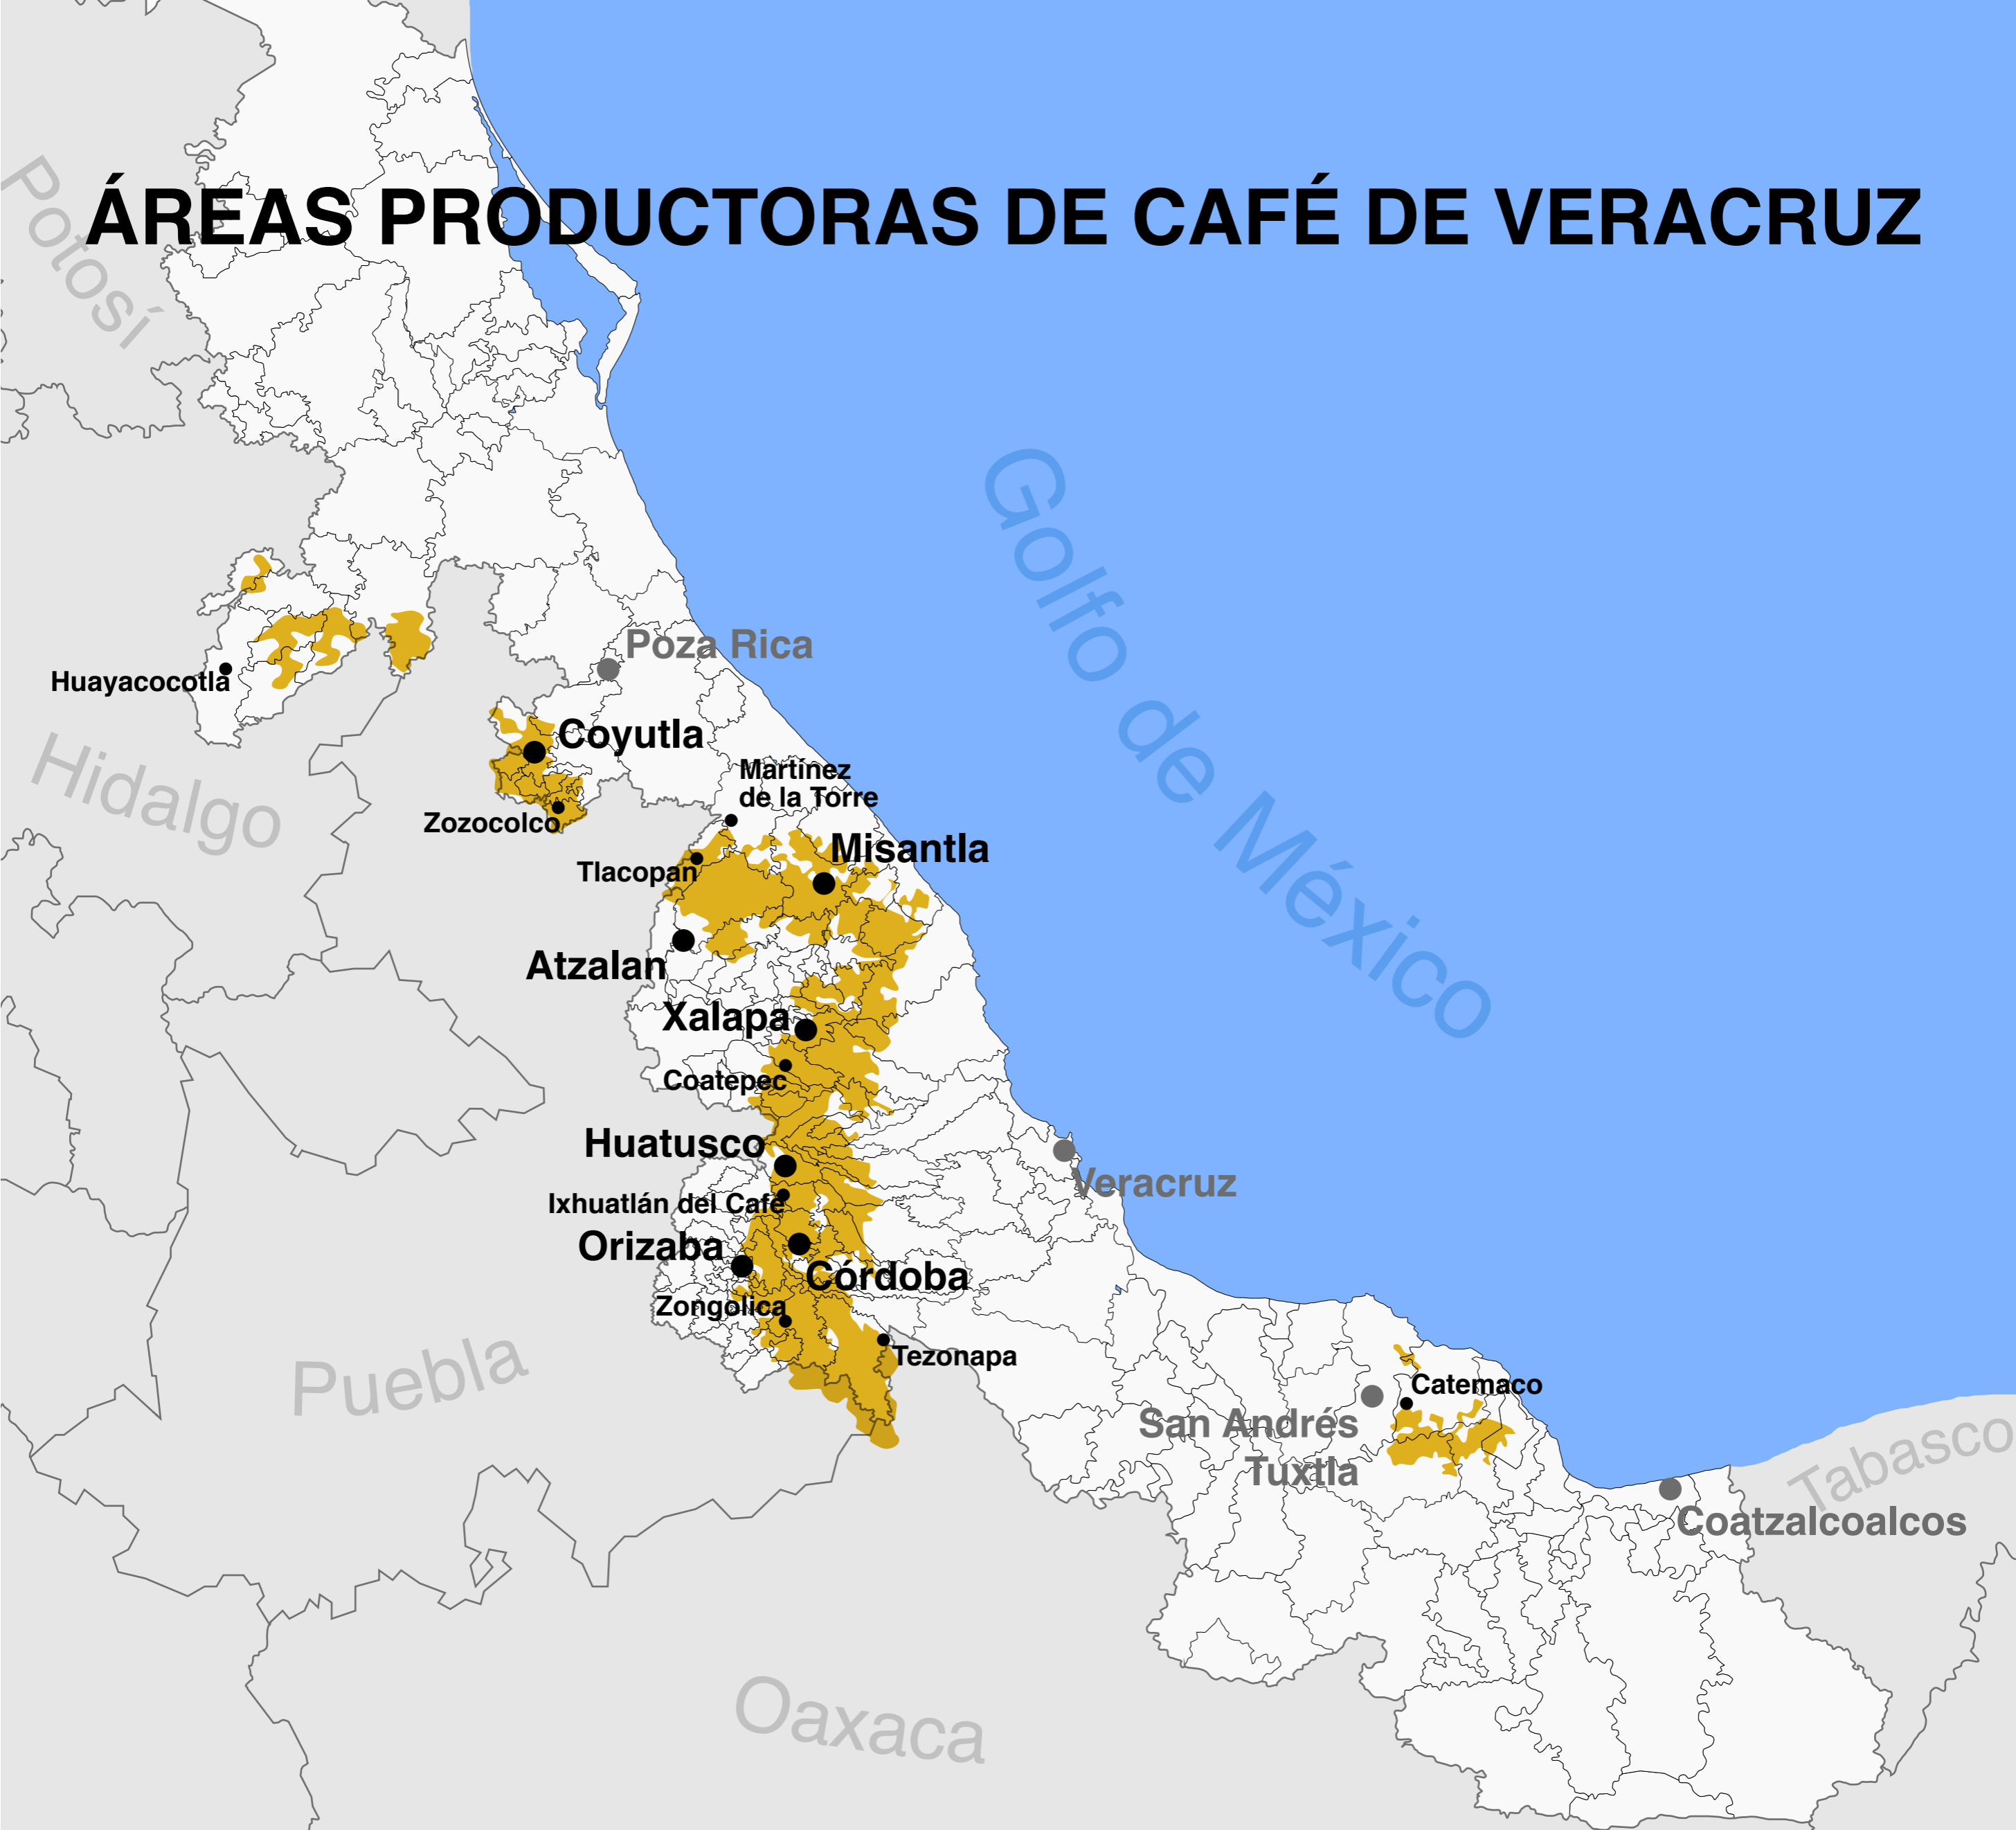 ÁREAS PRODUCTORAS DE CAFÉ DE VERACRUZ
Potosí
Golfo de México
Poza Rica
Huayacocotla
Coyutla
Hidalgo
Martínez
de la Torre
Zozocolco
Misantla
Tlacopan
Atzalan
Xalapa
Coatepec
Huatusco
Veracruz
Ixhuatlán del Café
Orizaba
Córdoba
Zongolica
Tezonapa
Puebla
Catemaco
San Andrés
Tuxtla
Tabasco
Coatzalcoalcos
Oaxaca